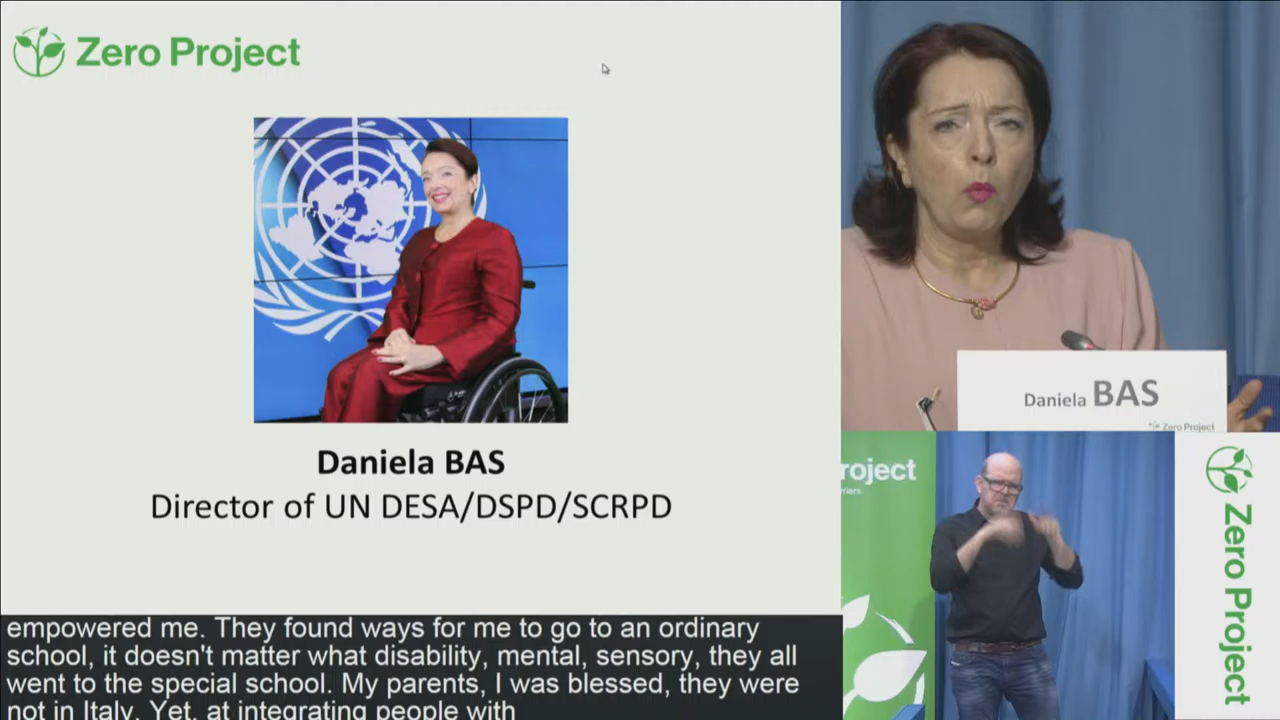 Zero Project
Daniela BAS
Director of UN DESA/DSPD/SCRPD
empowered me. They found ways for me to go to an ordinary
school, it doesn't matter what disability, mental, sensory, they all
went to the special school. My parents, I was blessed, they were
not in Italy. Yet, at integrating people with
Daniela BAS
Zero Project
roject
riers.
Zero Project